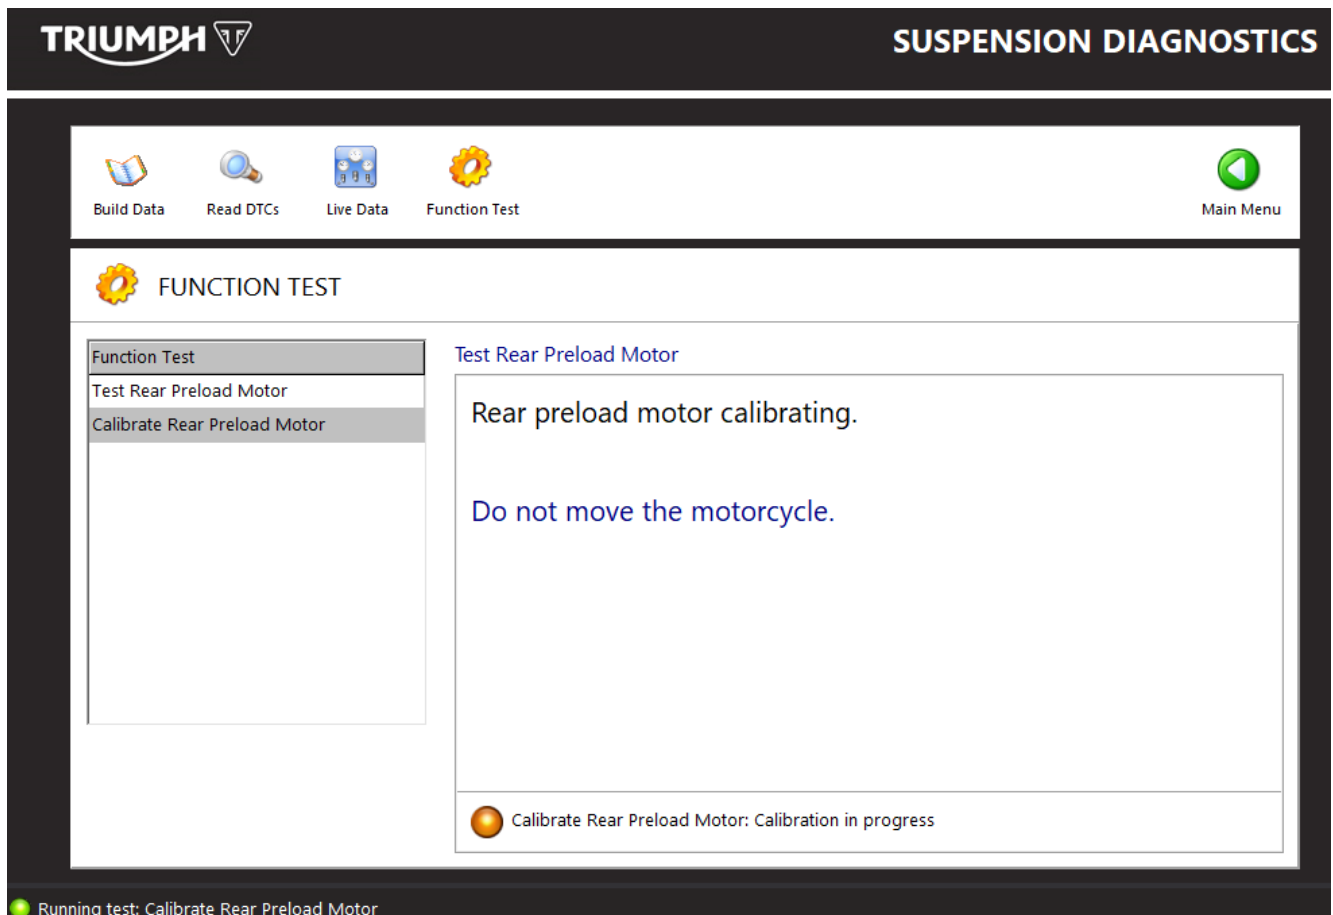 TRIUMPH
SUSPENSION DIAGNOSTICS
Build Data
Read DTCs
Live Data
Function Test
Main Menu
FUNCTION TEST
Function Test
Test Rear Preload Motor
Calibrate Rear Preload Motor
Test Rear Preload Motor
Rear preload motor calibrating.
Do not move the motorcycle.
Calibrate Rear Preload Motor: Calibration in progress
Running test: Calibrate Rear Preload Motor